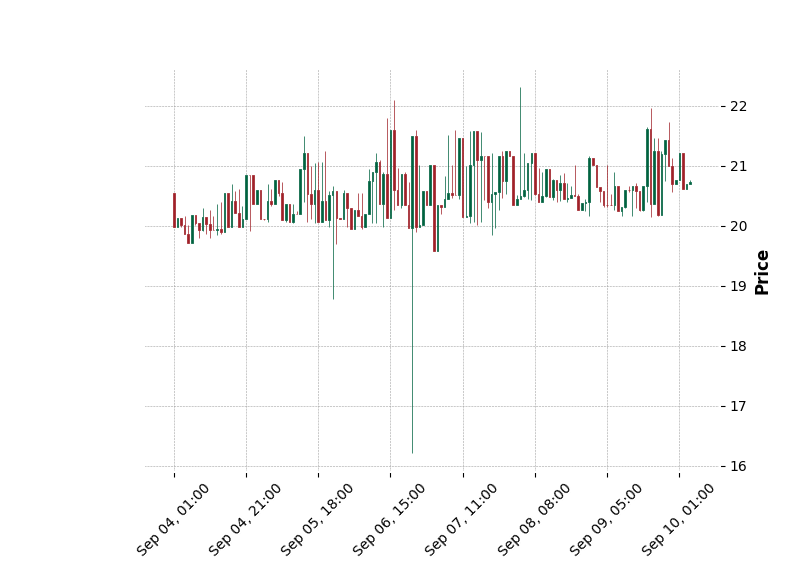 22
21
20
19
18
17
16
Price
Sep 04, 01:00
Sep 04, 21:00
Sep 05, 18:00
Sep 06, 15:00
Sep 07, 11:00
Sep 08, 08:00
Sep 09, 05:00
Sep 10, 01:00